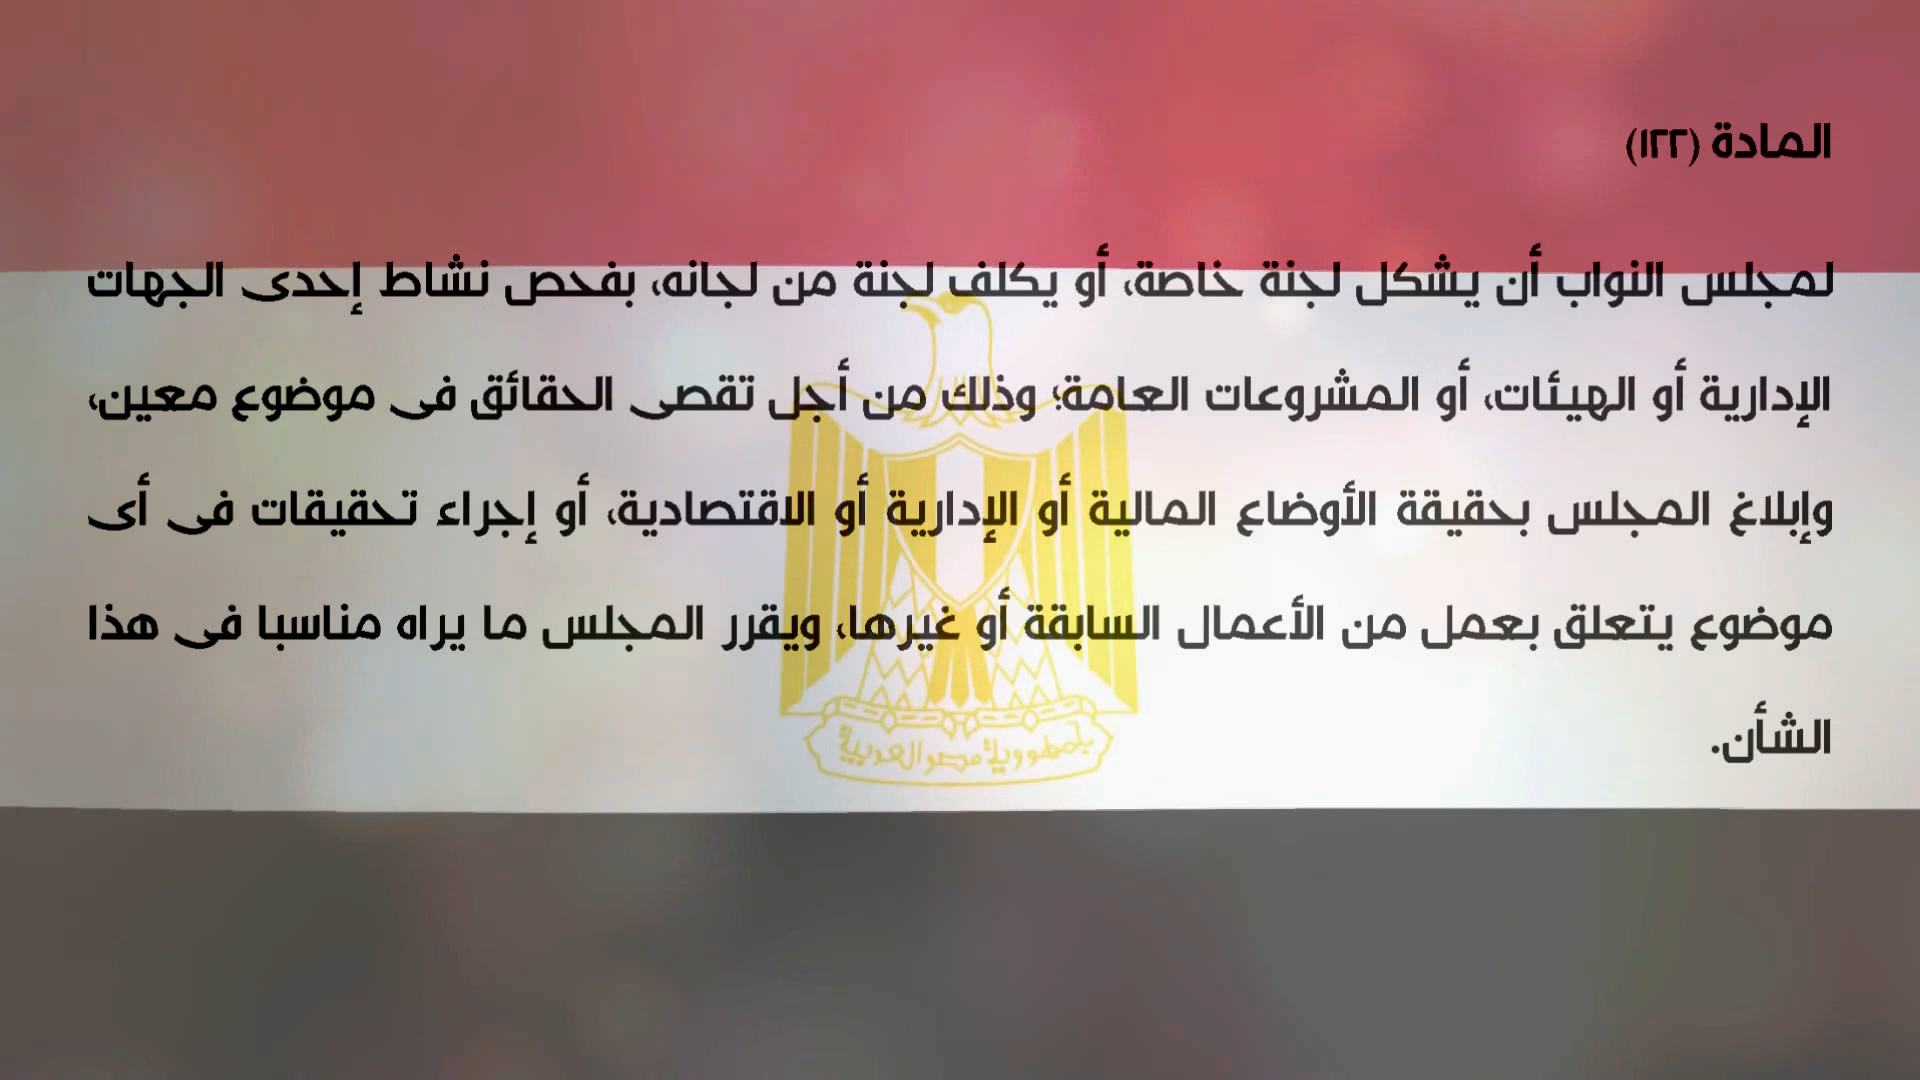 المادة (١٢٢)
لمجلس النواب أن يشكل لجنة خاصة، أو يكلف لجنة من لجانه، بفحص نشاط إحدى الجهات
الإدارية أو الهيئات، أو المشروعات العامة؛ وذلك من أجل تقصى الحقائق فى موضوع معين،
وإبلاغ المجلس بحقيقة الأوضاع المالية أو الإدارية أو الاقتصادية، أو إجراء تحقيقات فى أى
موضوع يتعلق بعمل من الأعمال السابقة أو غيرها، ويقرر المجلس ما يراه مناسبا فى هذا
الشأن.
جمهورية مصر العربية